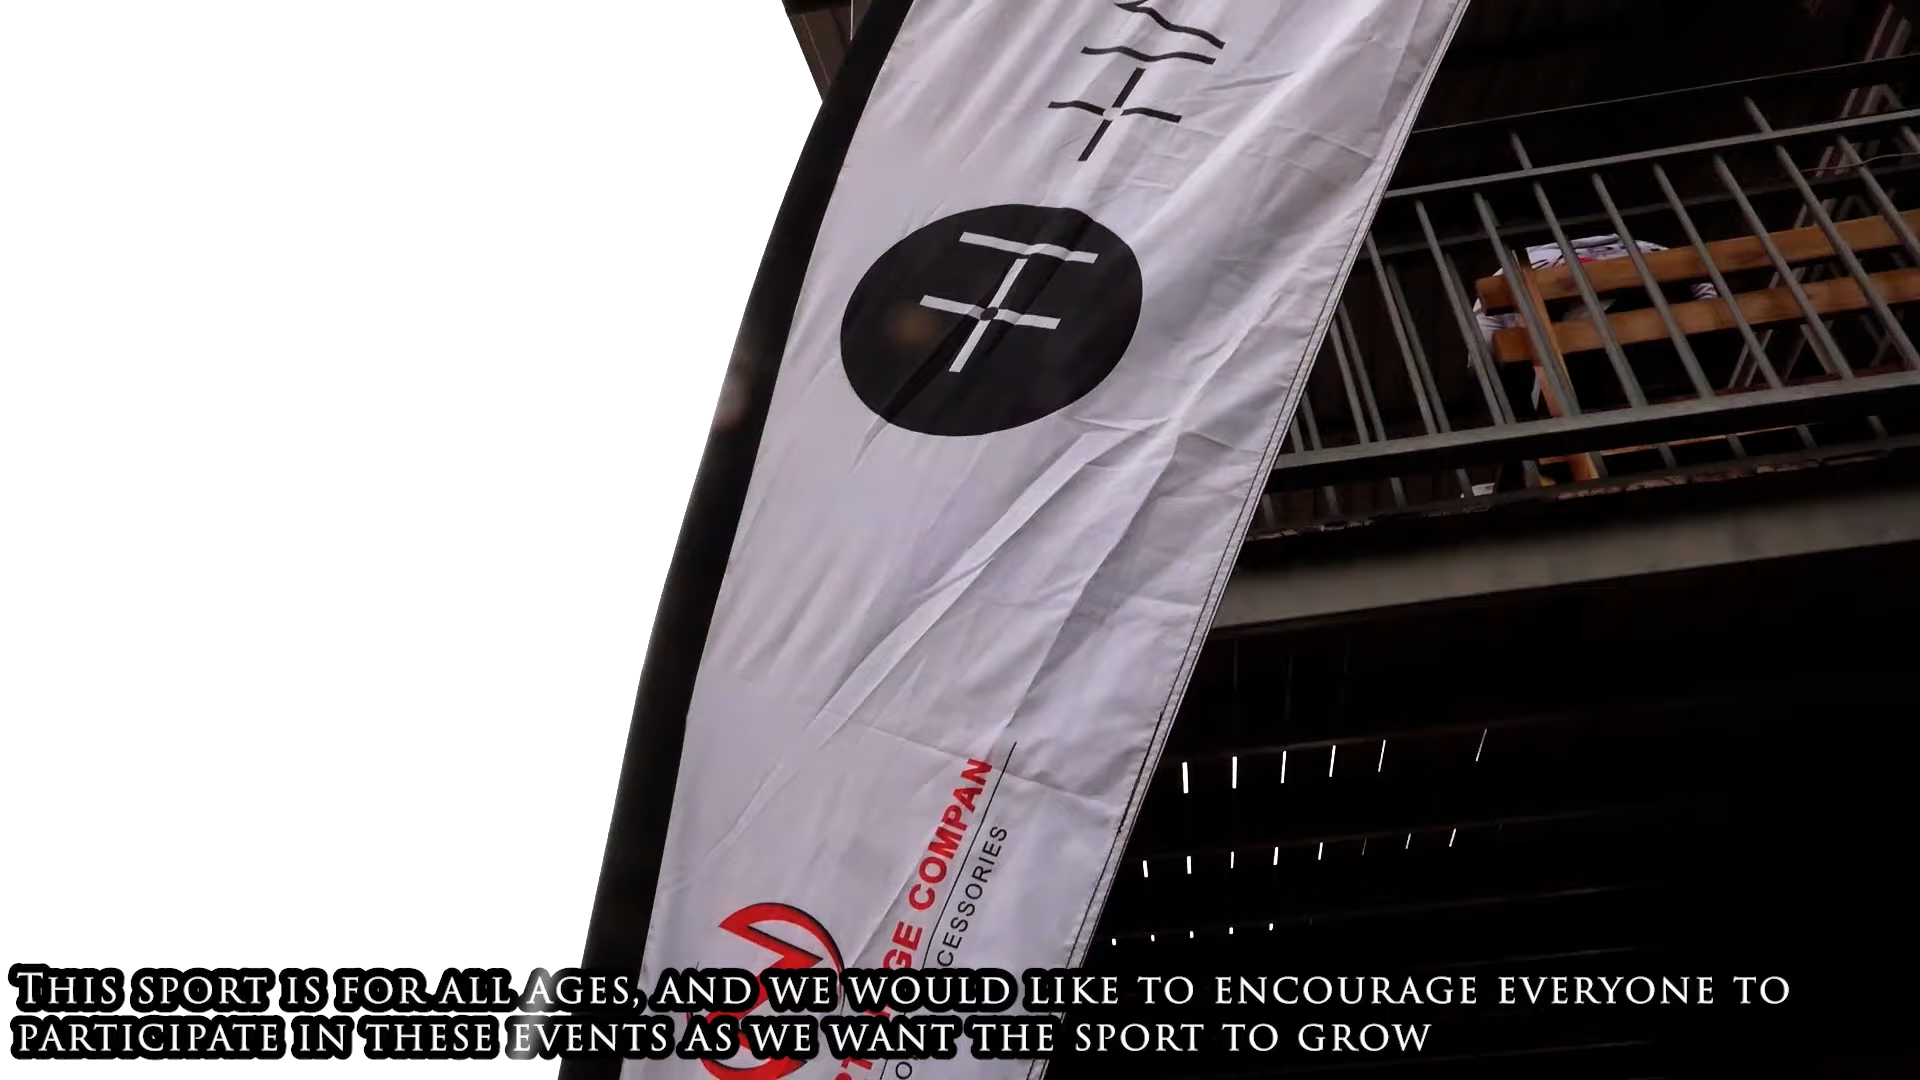 GE COMPAN
CESSORIES
This sport is for all ages, and we would like to encourage everyone to
participate in these events as we want the sport to grow